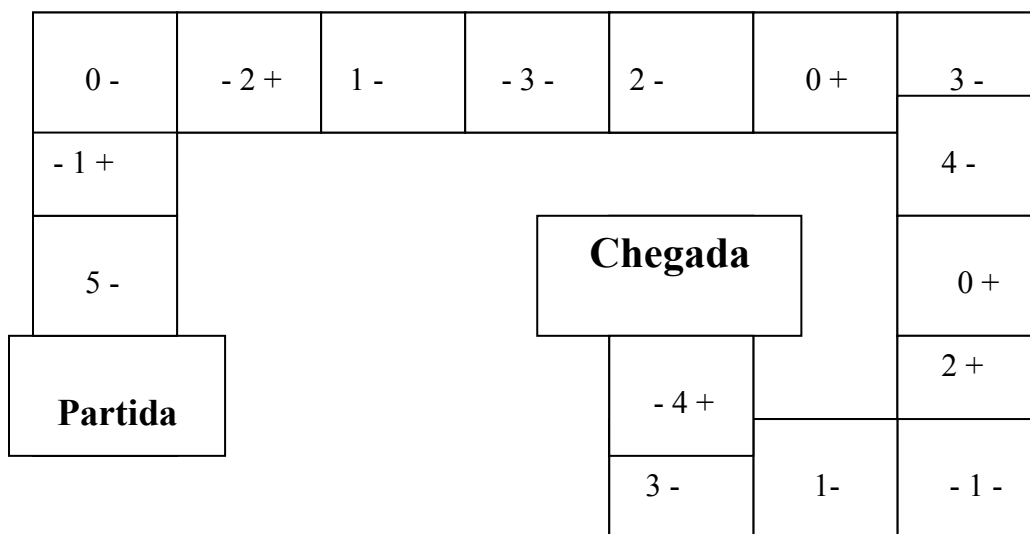 0 - - 2 + 1 - - 3 - 2 - 0 + 3 -
- 1 + 4 -
Chegada
5 - 0 +
2 +
Partida - 4 +
3 - 1- - 1 -